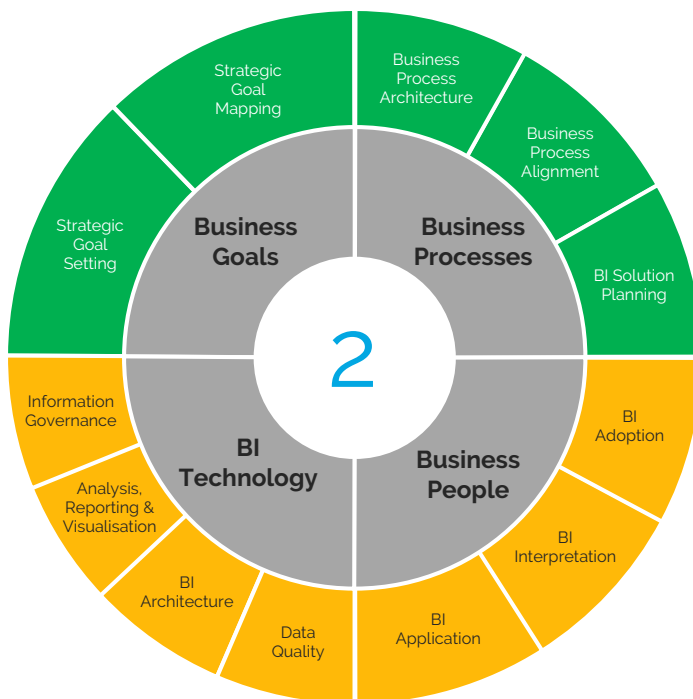 Strategic
Goal
Mapping
Business
Process
Architecture
Business
Process
Alignment
Strategic
Goal
Setting
Business
Goals
Business
Processes
BI Solution
Planning
2
Information
Governance
BI
Adoption
BI
Technology
Business
People
Analysis,
Reporting &
Visualisation
BI
Interpretation
BI
Architecture
Data
Quality
BI
Application